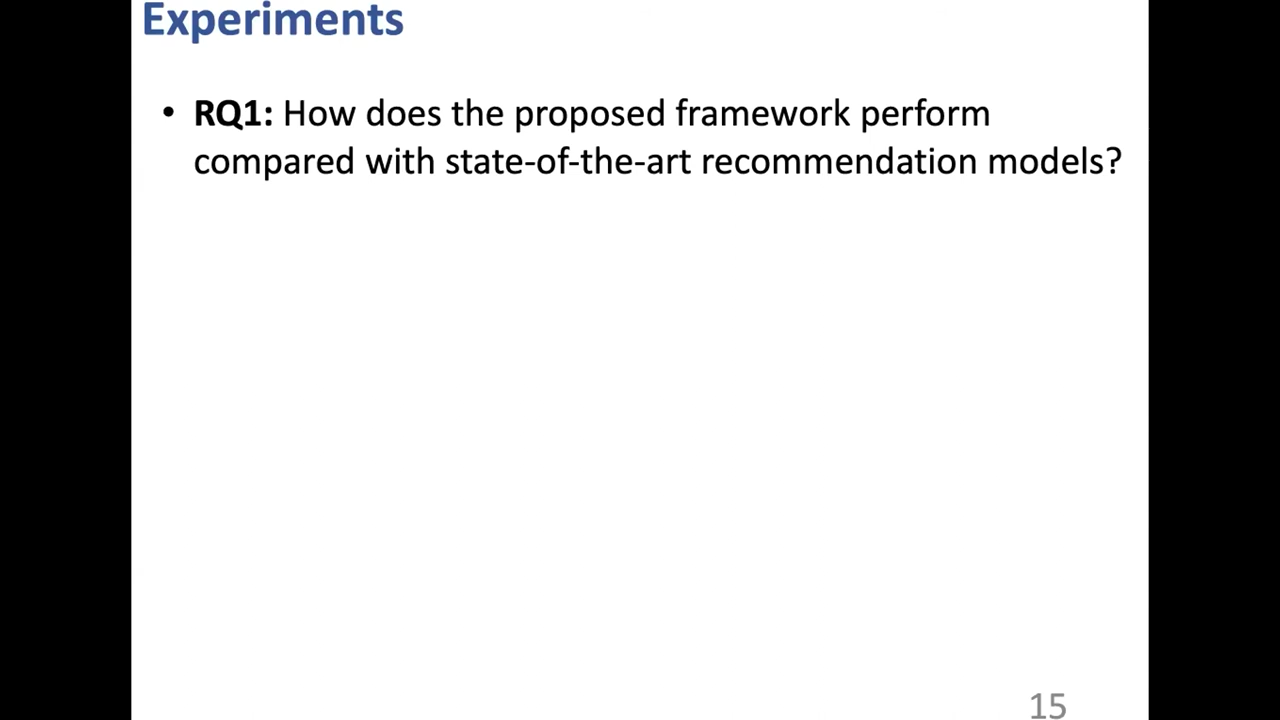 Experiments
• RQ1: How does the proposed framework perform
compared with state-of-the-art recommendation models?
15